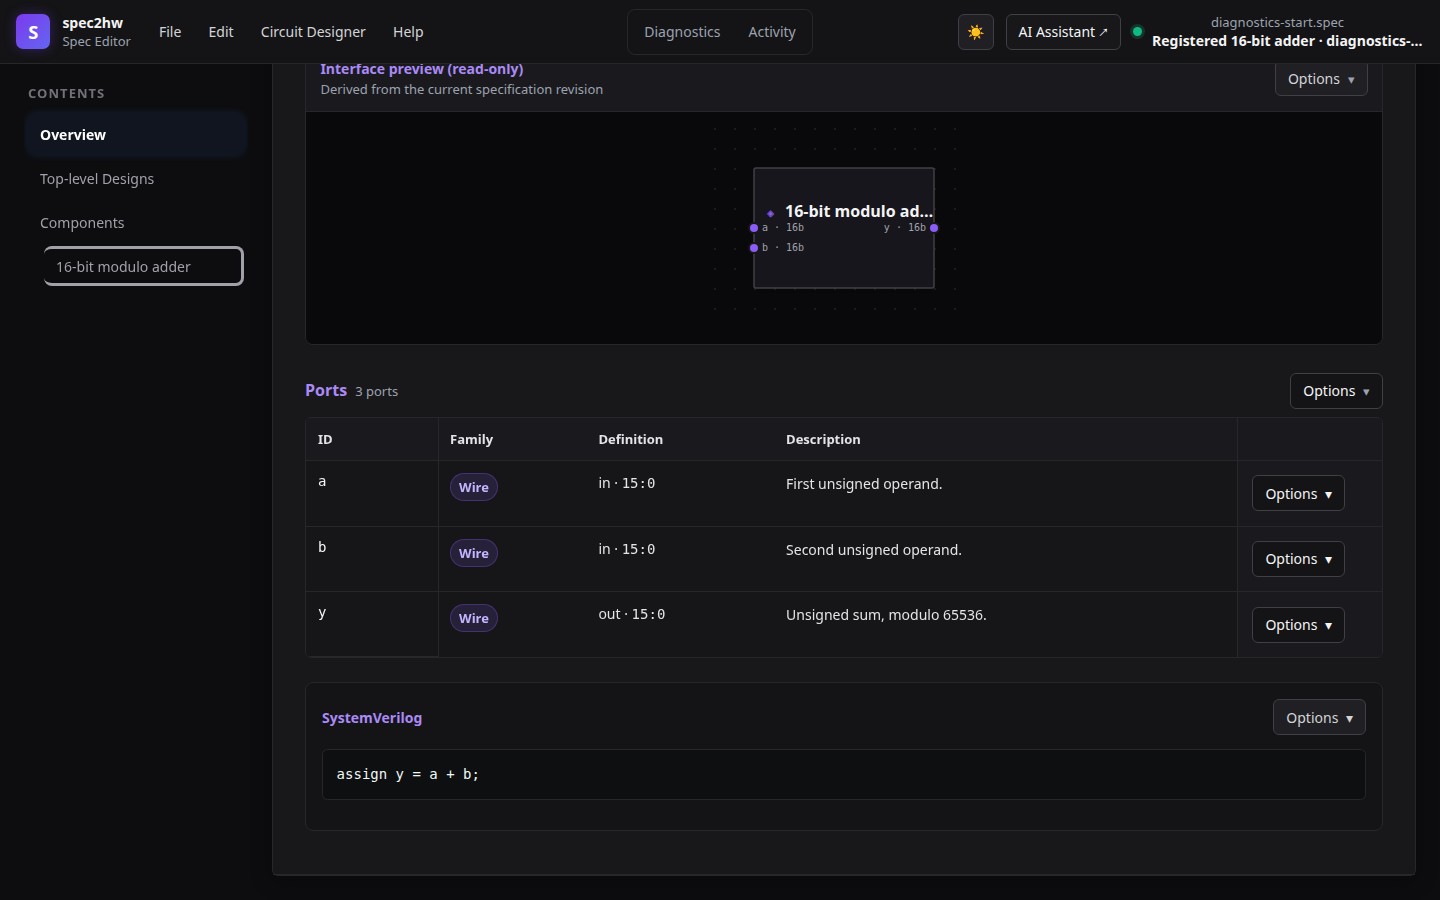 S
spec2hw
Spec Editor
File
Edit
Circuit Designer
Help
Diagnostics
Activity
☀️
AI Assistant ↗
diagnostics-start.spec
Registered 16-bit adder · diagnostics-...
CONTENTS
Overview
Top-level Designs
Components
16-bit modulo adder
Interface preview (read-only)
Derived from the current specification revision
Options ▾
◈ 16-bit modulo ad...
a · 16b
y · 16b
b · 16b
Ports 3 ports
Options ▾
ID Family Definition Description
a Wire in · 15:0 First unsigned operand. Options ▾
b Wire in · 15:0 Second unsigned operand. Options ▾
y Wire out · 15:0 Unsigned sum, modulo 65536. Options ▾
SystemVerilog
Options ▾
assign y = a + b;